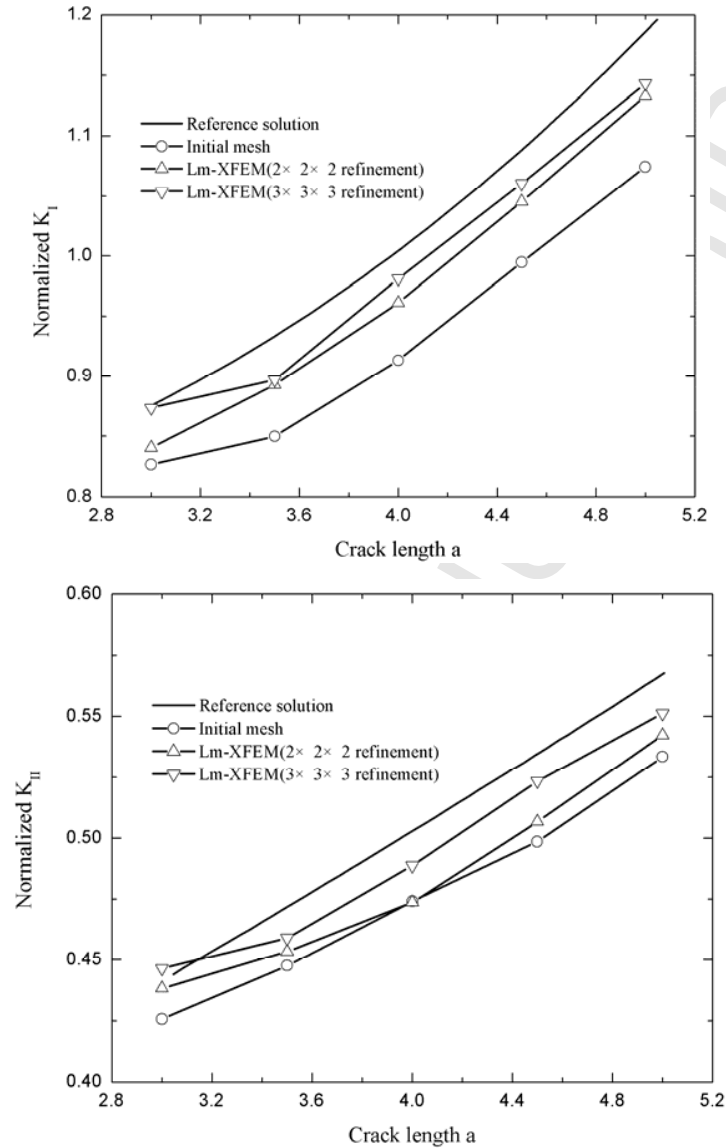 1.2
1.1
1.0
0.9
0.8
Normalized K_I
Reference solution
Initial mesh
Lm-XFEM(2× 2× 2 refinement)
Lm-XFEM(3× 3× 3 refinement)
2.8 3.2 3.6 4.0 4.4 4.8 5.2
Crack length a
0.60
0.55
0.50
0.45
0.40
Normalized K_II
Reference solution
Initial mesh
Lm-XFEM(2× 2× 2 refinement)
Lm-XFEM(3× 3× 3 refinement)
2.8 3.2 3.6 4.0 4.4 4.8 5.2
Crack length a